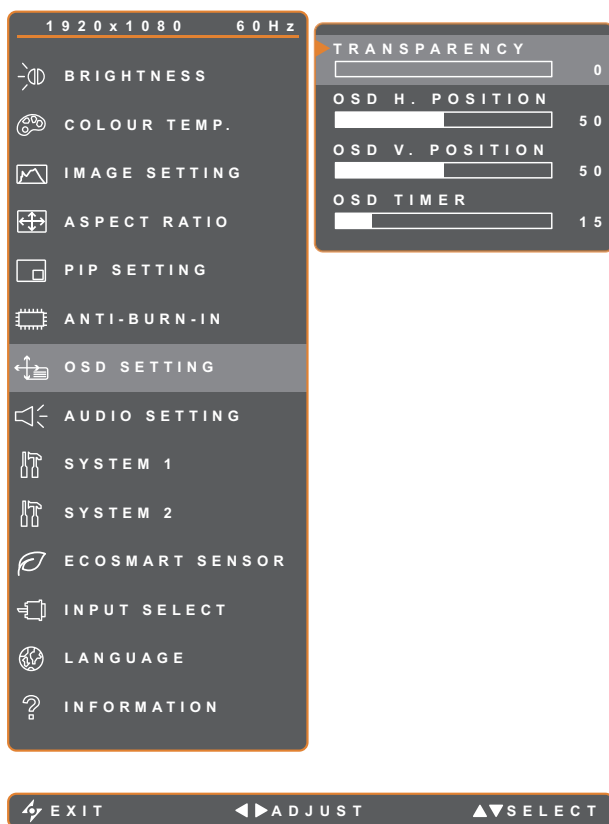 1920x1080 60Hz
BRIGHTNESS
COLOUR TEMP.
IMAGE SETTING
ASPECT RATIO
PIP SETTING
ANTI-BURN-IN
OSD SETTING
AUDIO SETTING
SYSTEM 1
SYSTEM 2
ECOSMART SENSOR
INPUT SELECT
LANGUAGE
INFORMATION
TRANSPARENCY
0
OSD H. POSITION
50
OSD V. POSITION
50
OSD TIMER
15
EXIT ADJUST SELECT